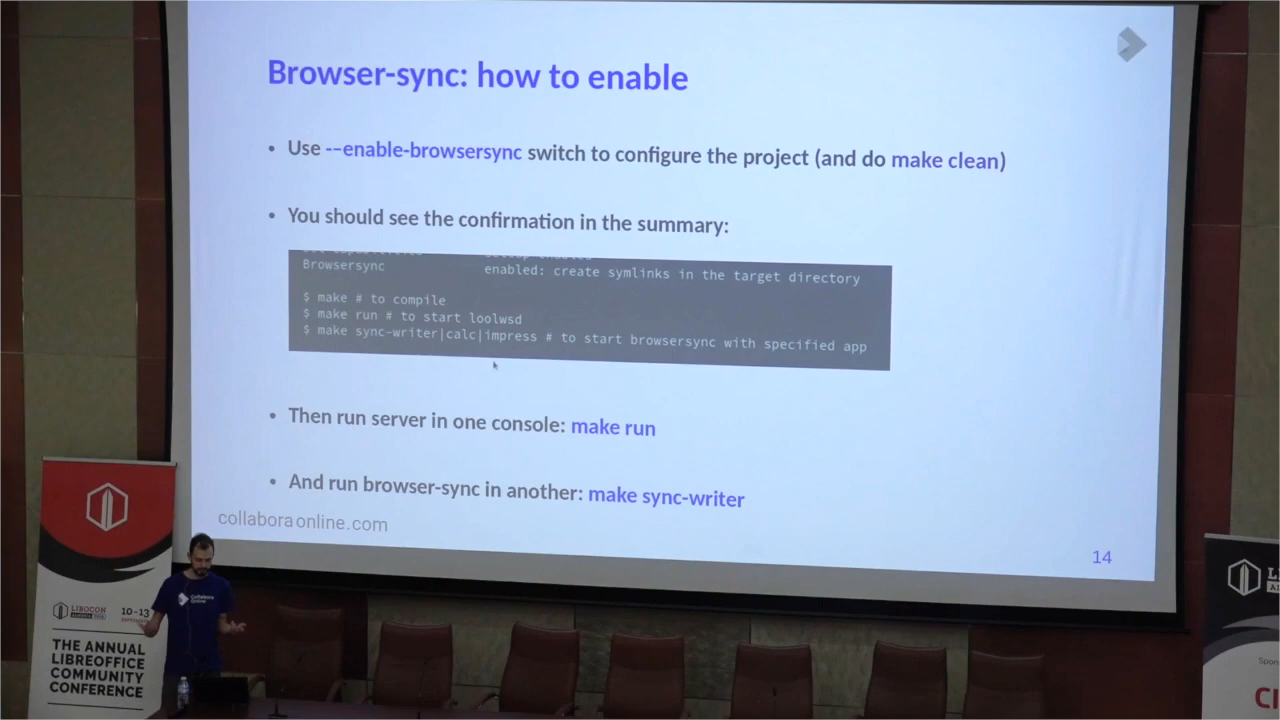 Browser-sync: how to enable
• Use --enable-browsersync switch to configure the project (and do make clean)
• You should see the confirmation in the summary:
Browsersync enabled: create symlinks in the target directory
$ make # to compile
$ make run # to start loolwsd
$ make sync-writer|calc|impress # to start browsersync with specified app
• Then run server in one console: make run
• And run browser-sync in another: make sync-writer
collaboraonline.com
14
Collabora
Online
LIBOCON
10-13
THE ANNUAL
LIBREOFFICE
COMMUNITY
CONFERENCE